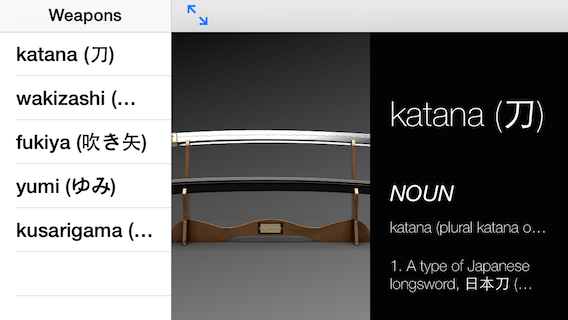 Weapons
katana (刀)
wakizashi (…
fukiya (吹き矢)
yumi (ゆみ)
kusarigama (…
katana (刀)
NOUN
katana (plural katana o…
1. A type of Japanese
longsword, 日本刀 (…